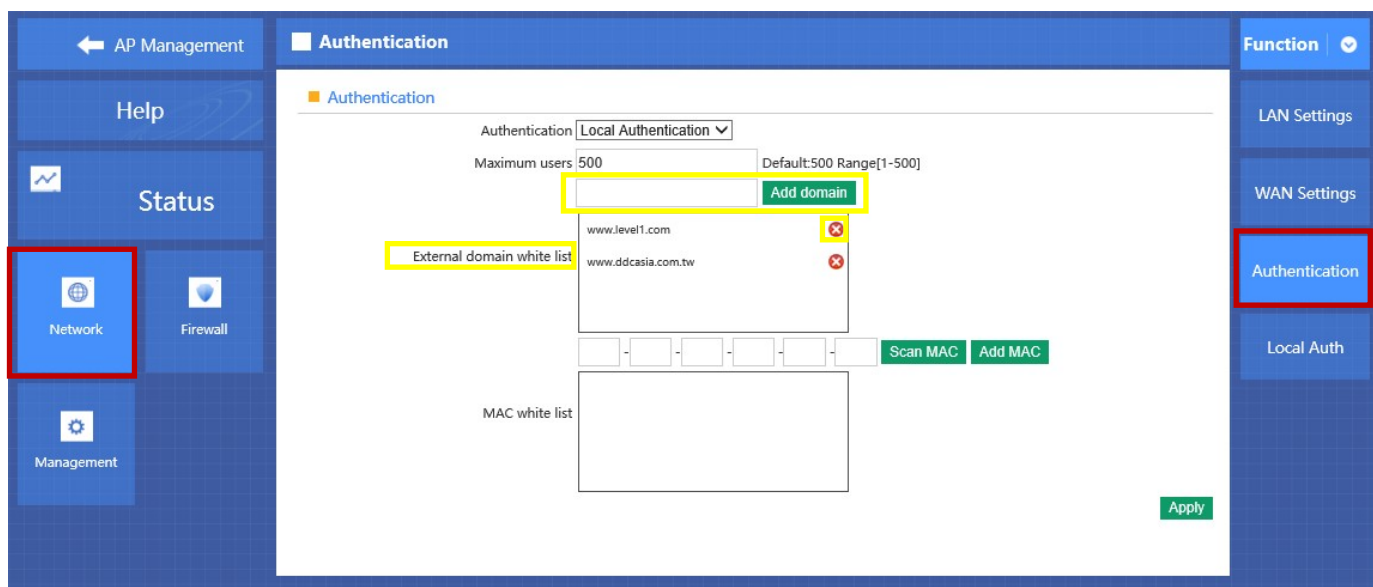 AP Management
Authentication
Function
Help
Authentication
LAN Settings
Authentication Local Authentication
Maximum users 500 Default:500 Range[1-500]
Status
Add domain
WAN Settings
www.level1.com
External domain white list
www.ddcasia.com.tw
Authentication
Network
Firewall
- - - - - Scan MAC Add MAC
Local Auth
MAC white list
Management
Apply